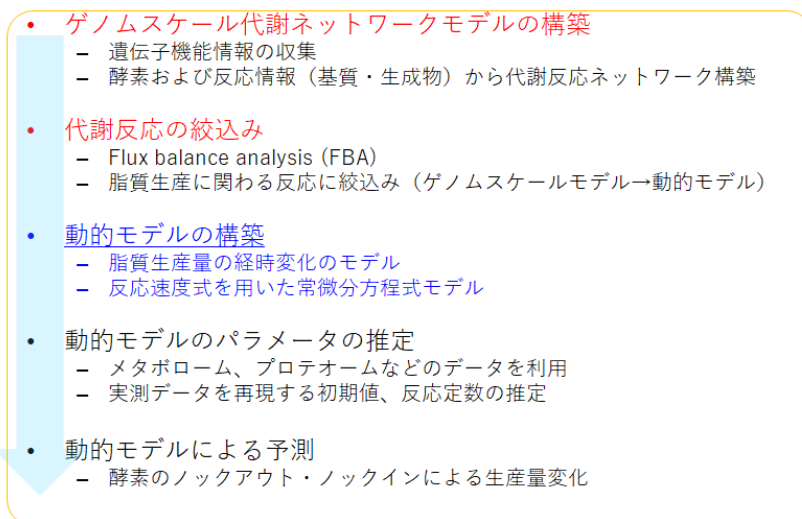 • ゲノムスケール代謝ネットワークモデルの構築
– 遺伝子機能情報の収集
– 酵素および反応情報（基質・生成物）から代謝反応ネットワーク構築
• 代謝反応の絞込み
– Flux balance analysis (FBA)
– 脂質生産に関わる反応に絞込み（ゲノムスケールモデル→動的モデル）
• 動的モデルの構築
– 脂質生産量の経時変化のモデル
– 反応速度式を用いた常微分方程式モデル
• 動的モデルのパラメータの推定
– メタボローム、プロテオームなどのデータを利用
– 実測データを再現する初期値、反応定数の推定
• 動的モデルによる予測
– 酵素のノックアウト・ノックインによる生産量変化